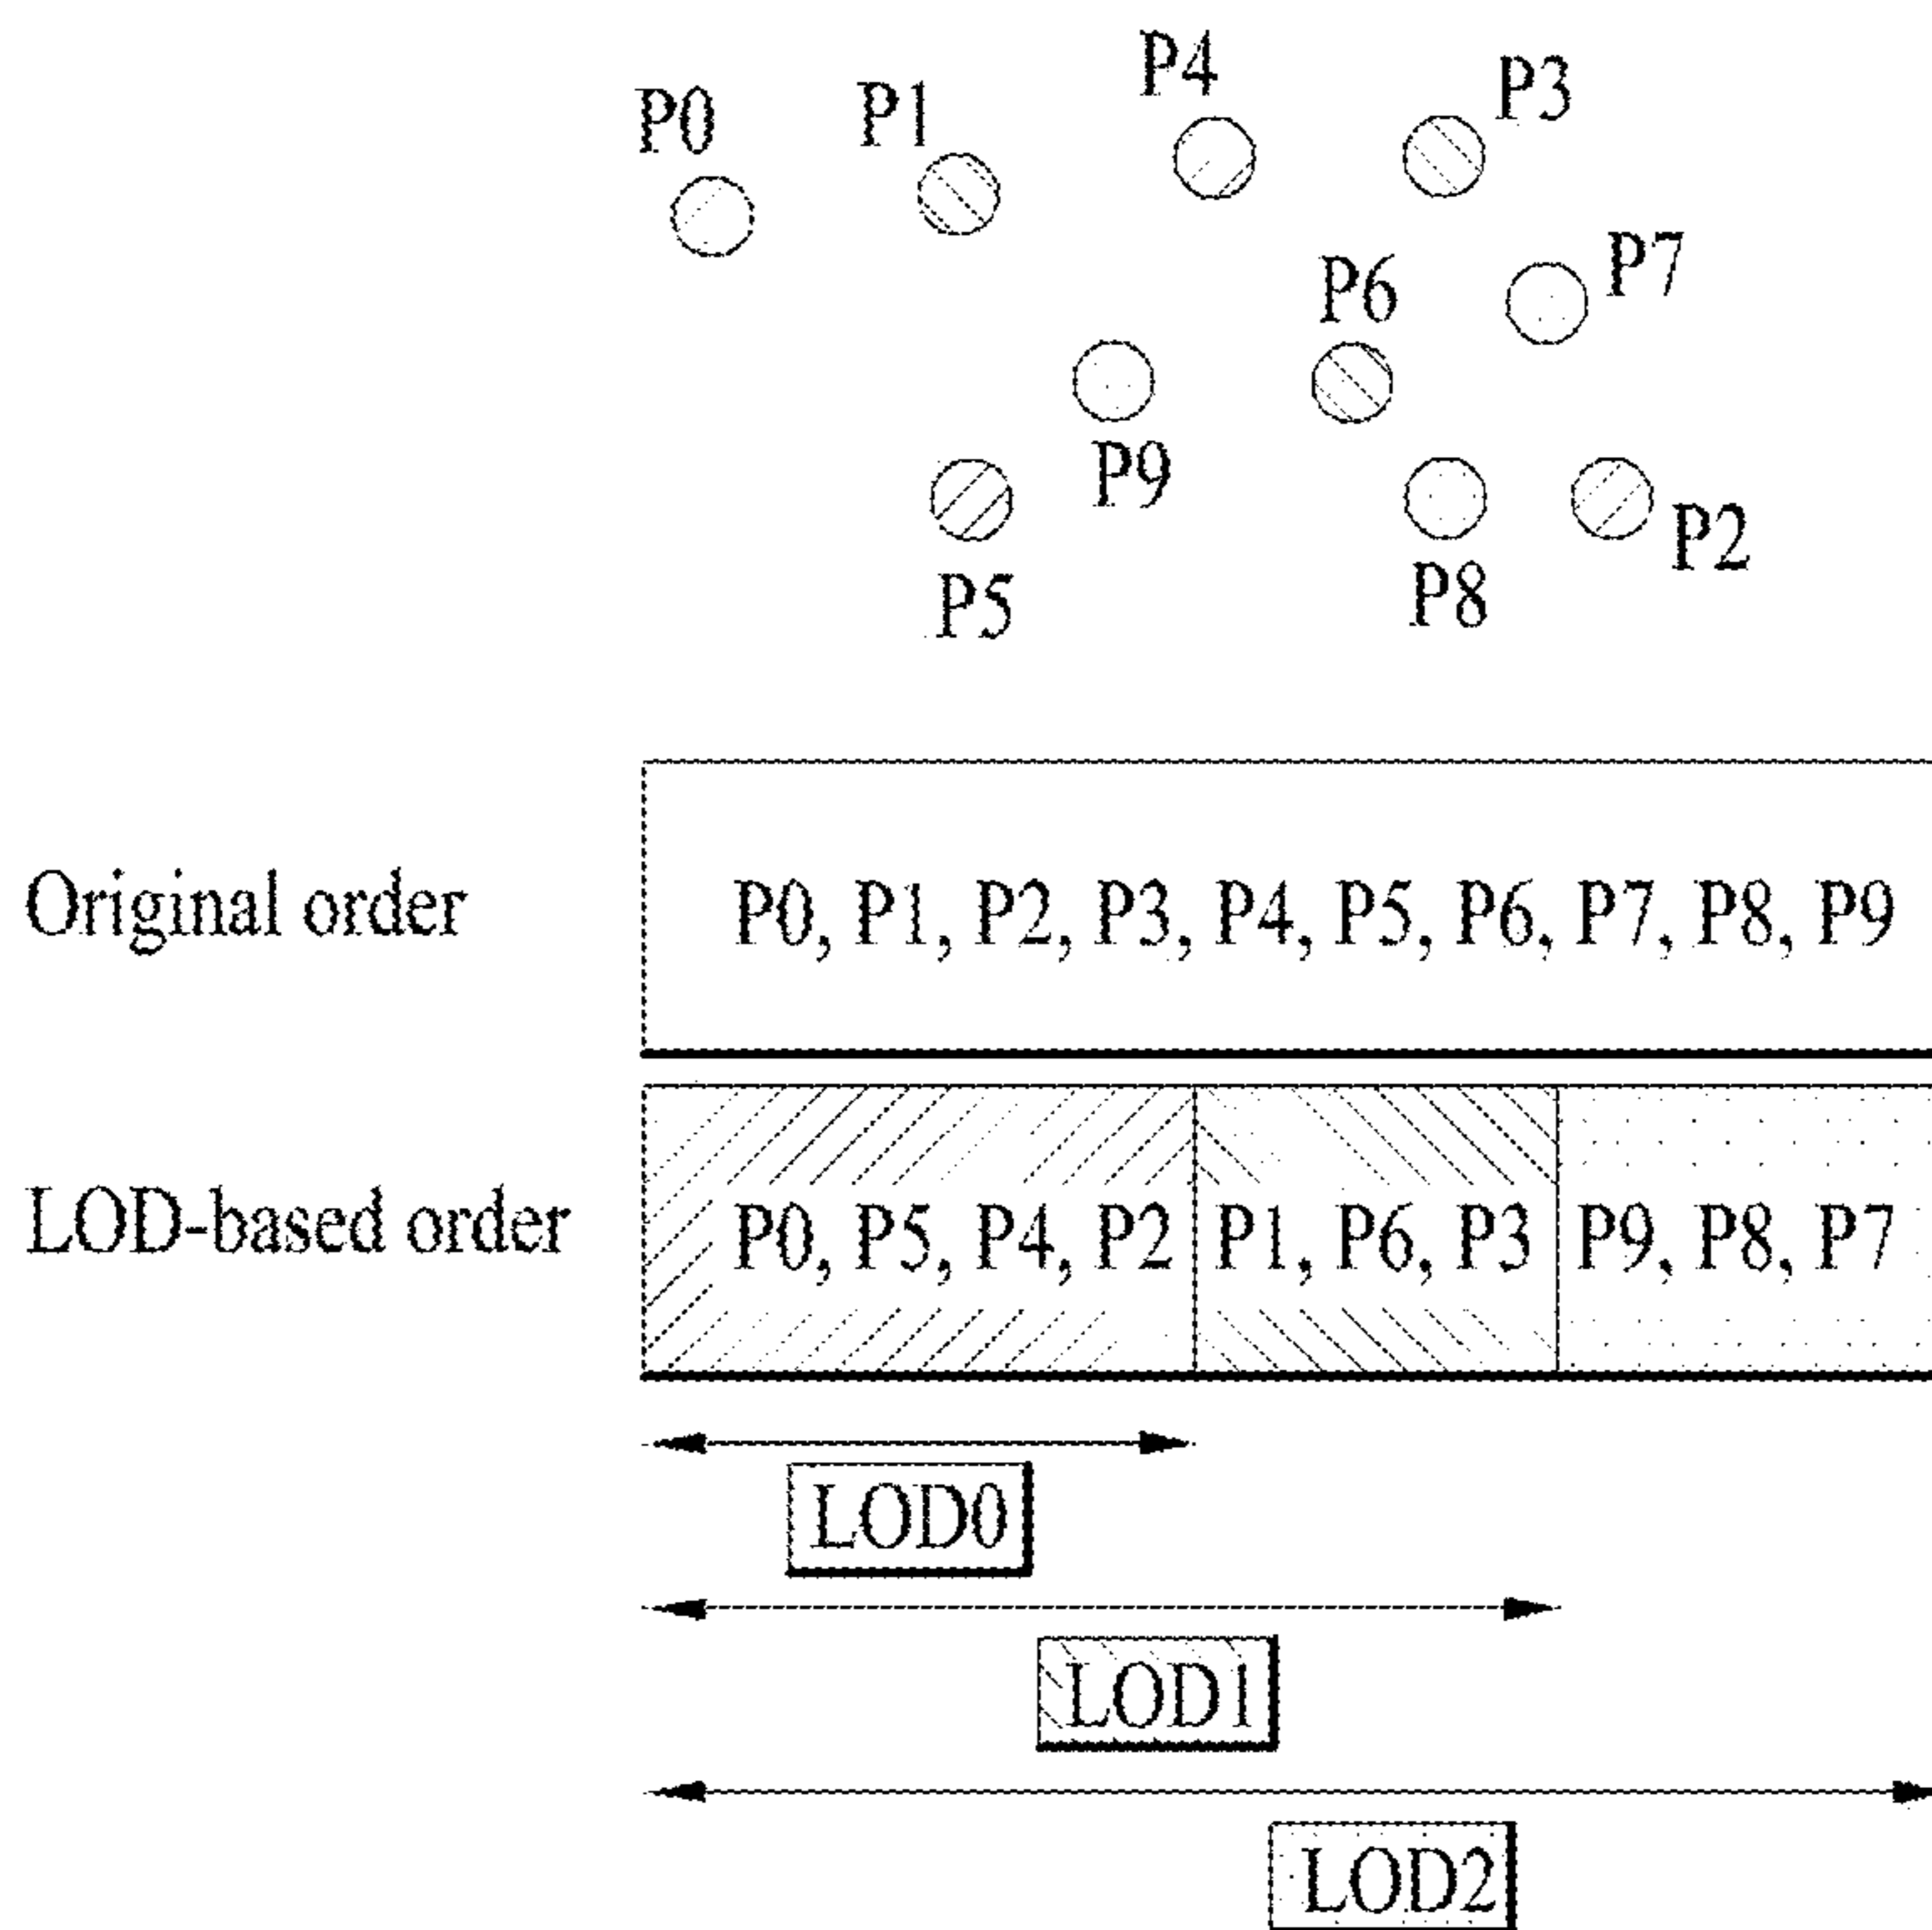 P4
P3
P0
P1
P7
P6
P9
P2
P5
P8
Original order
P0, P1, P2, P3, P4, P5, P6, P7, P8, P9
LOD-based order
P0, P5, P4, P2, P1, P6, P3, P9, P8, P7
LOD0
LOD1
LOD2